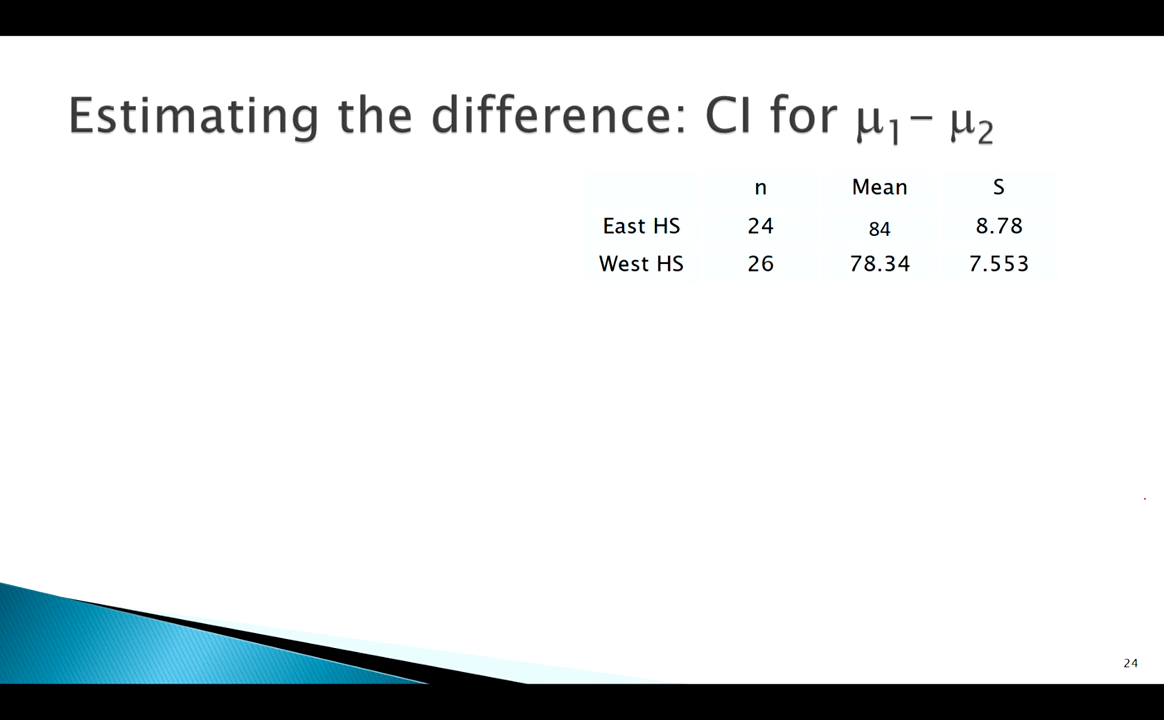 Estimating the difference: CI for μ₁– μ₂
n Mean S
East HS 24 84 8.78
West HS 26 78.34 7.553
24